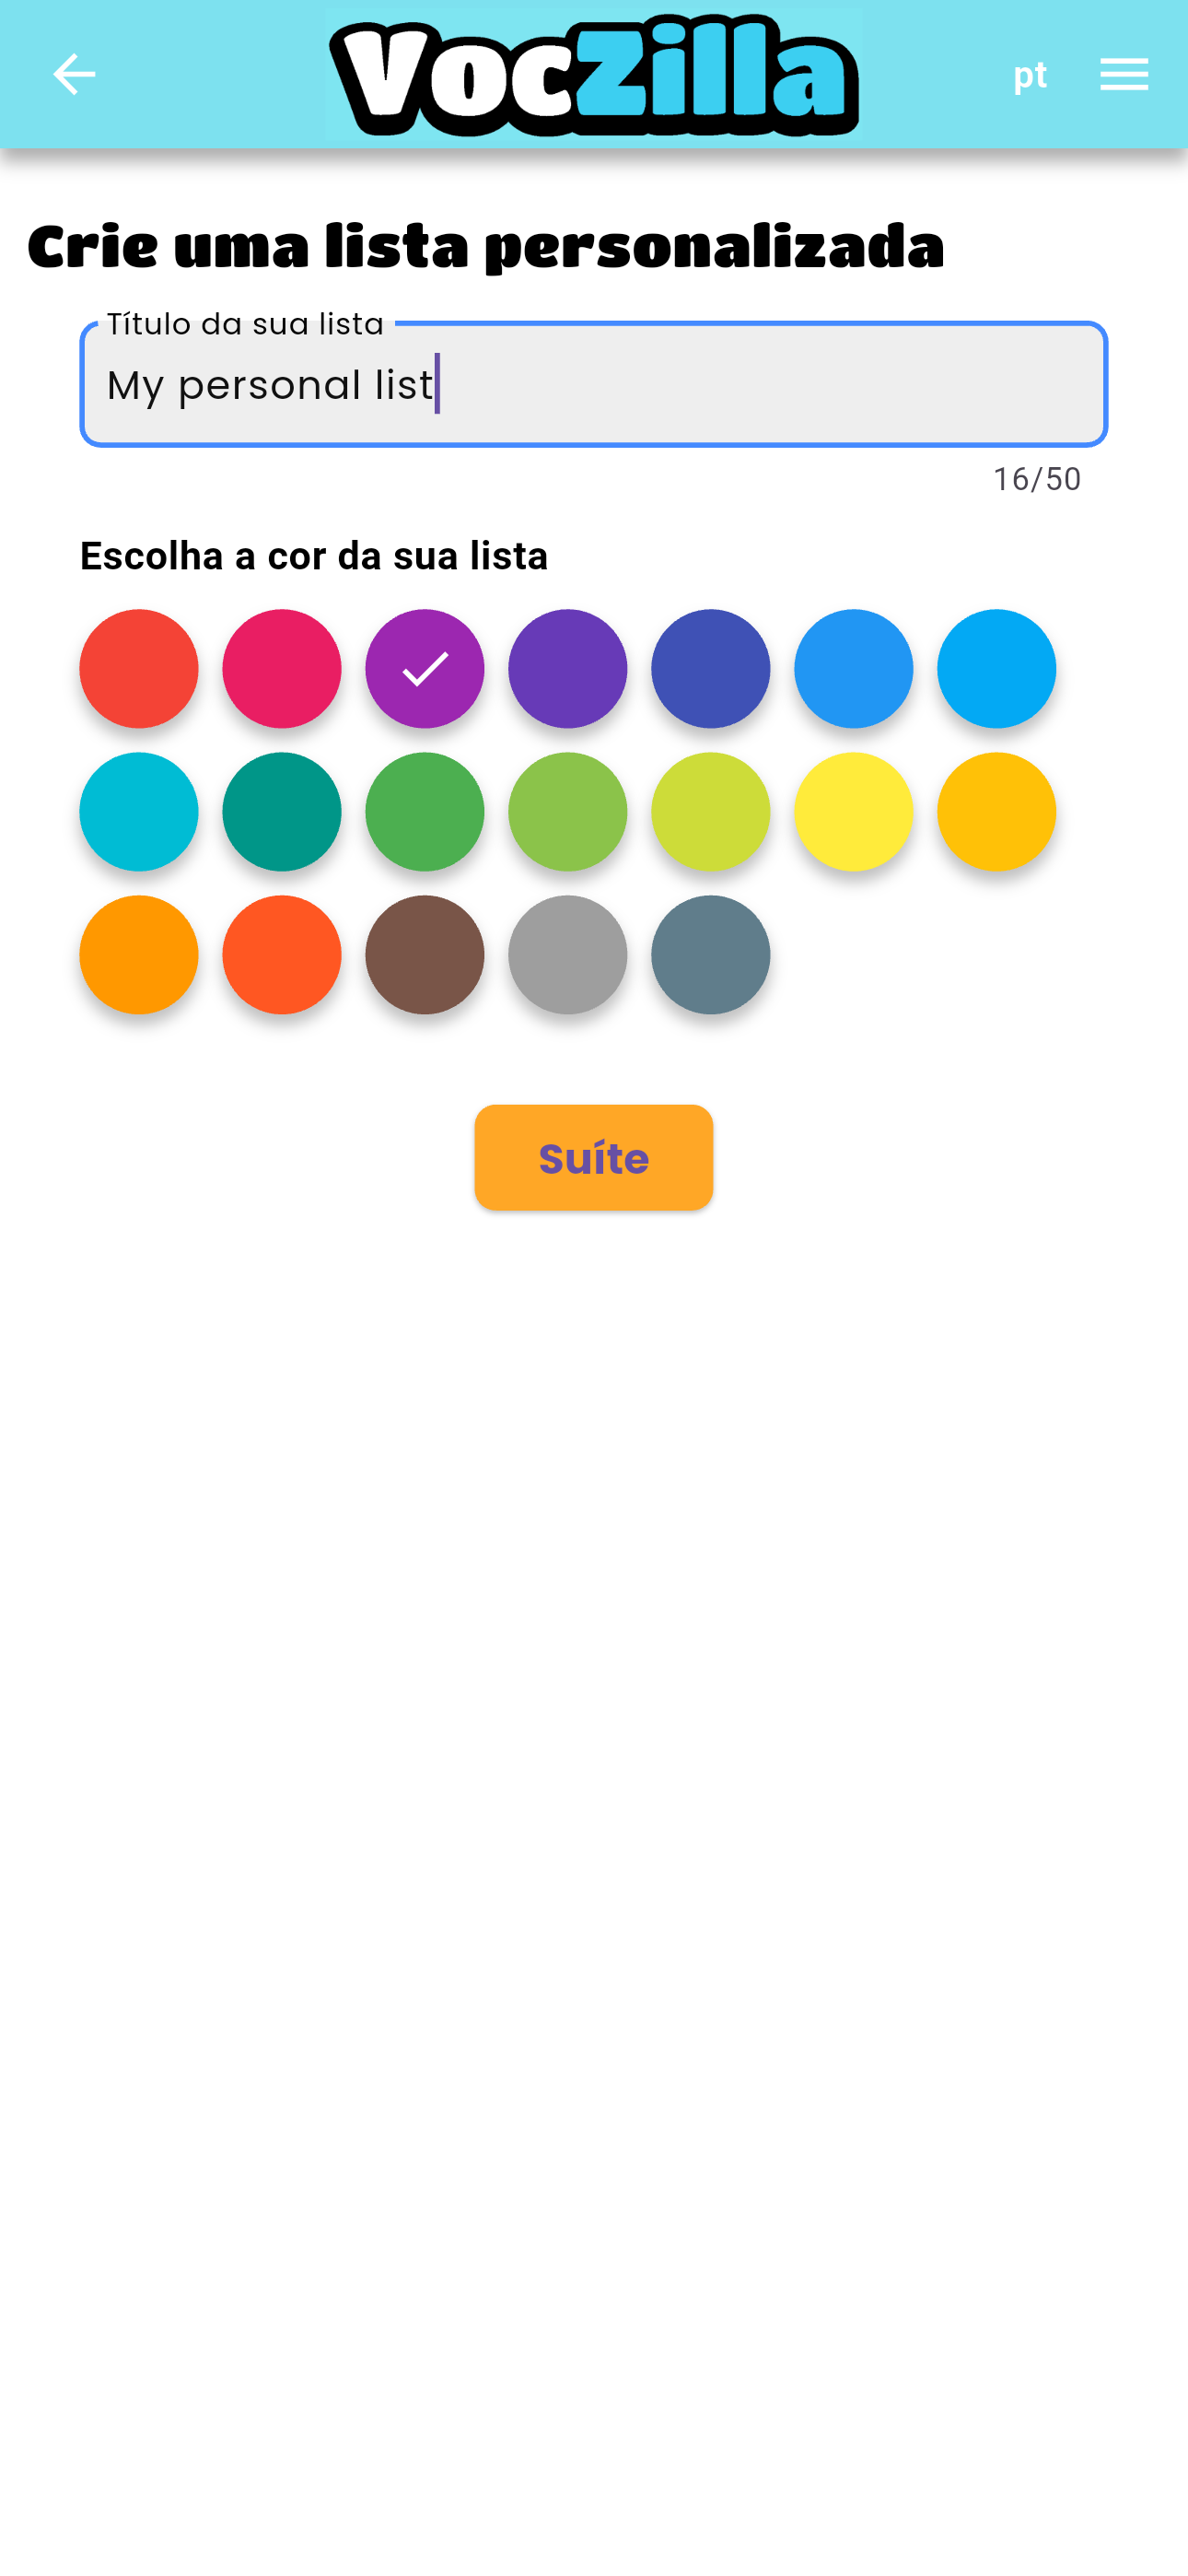 VocZilla
pt
Crie uma lista personalizada
Título da sua lista
My personal list
16/50
Escolha a cor da sua lista
Suíte